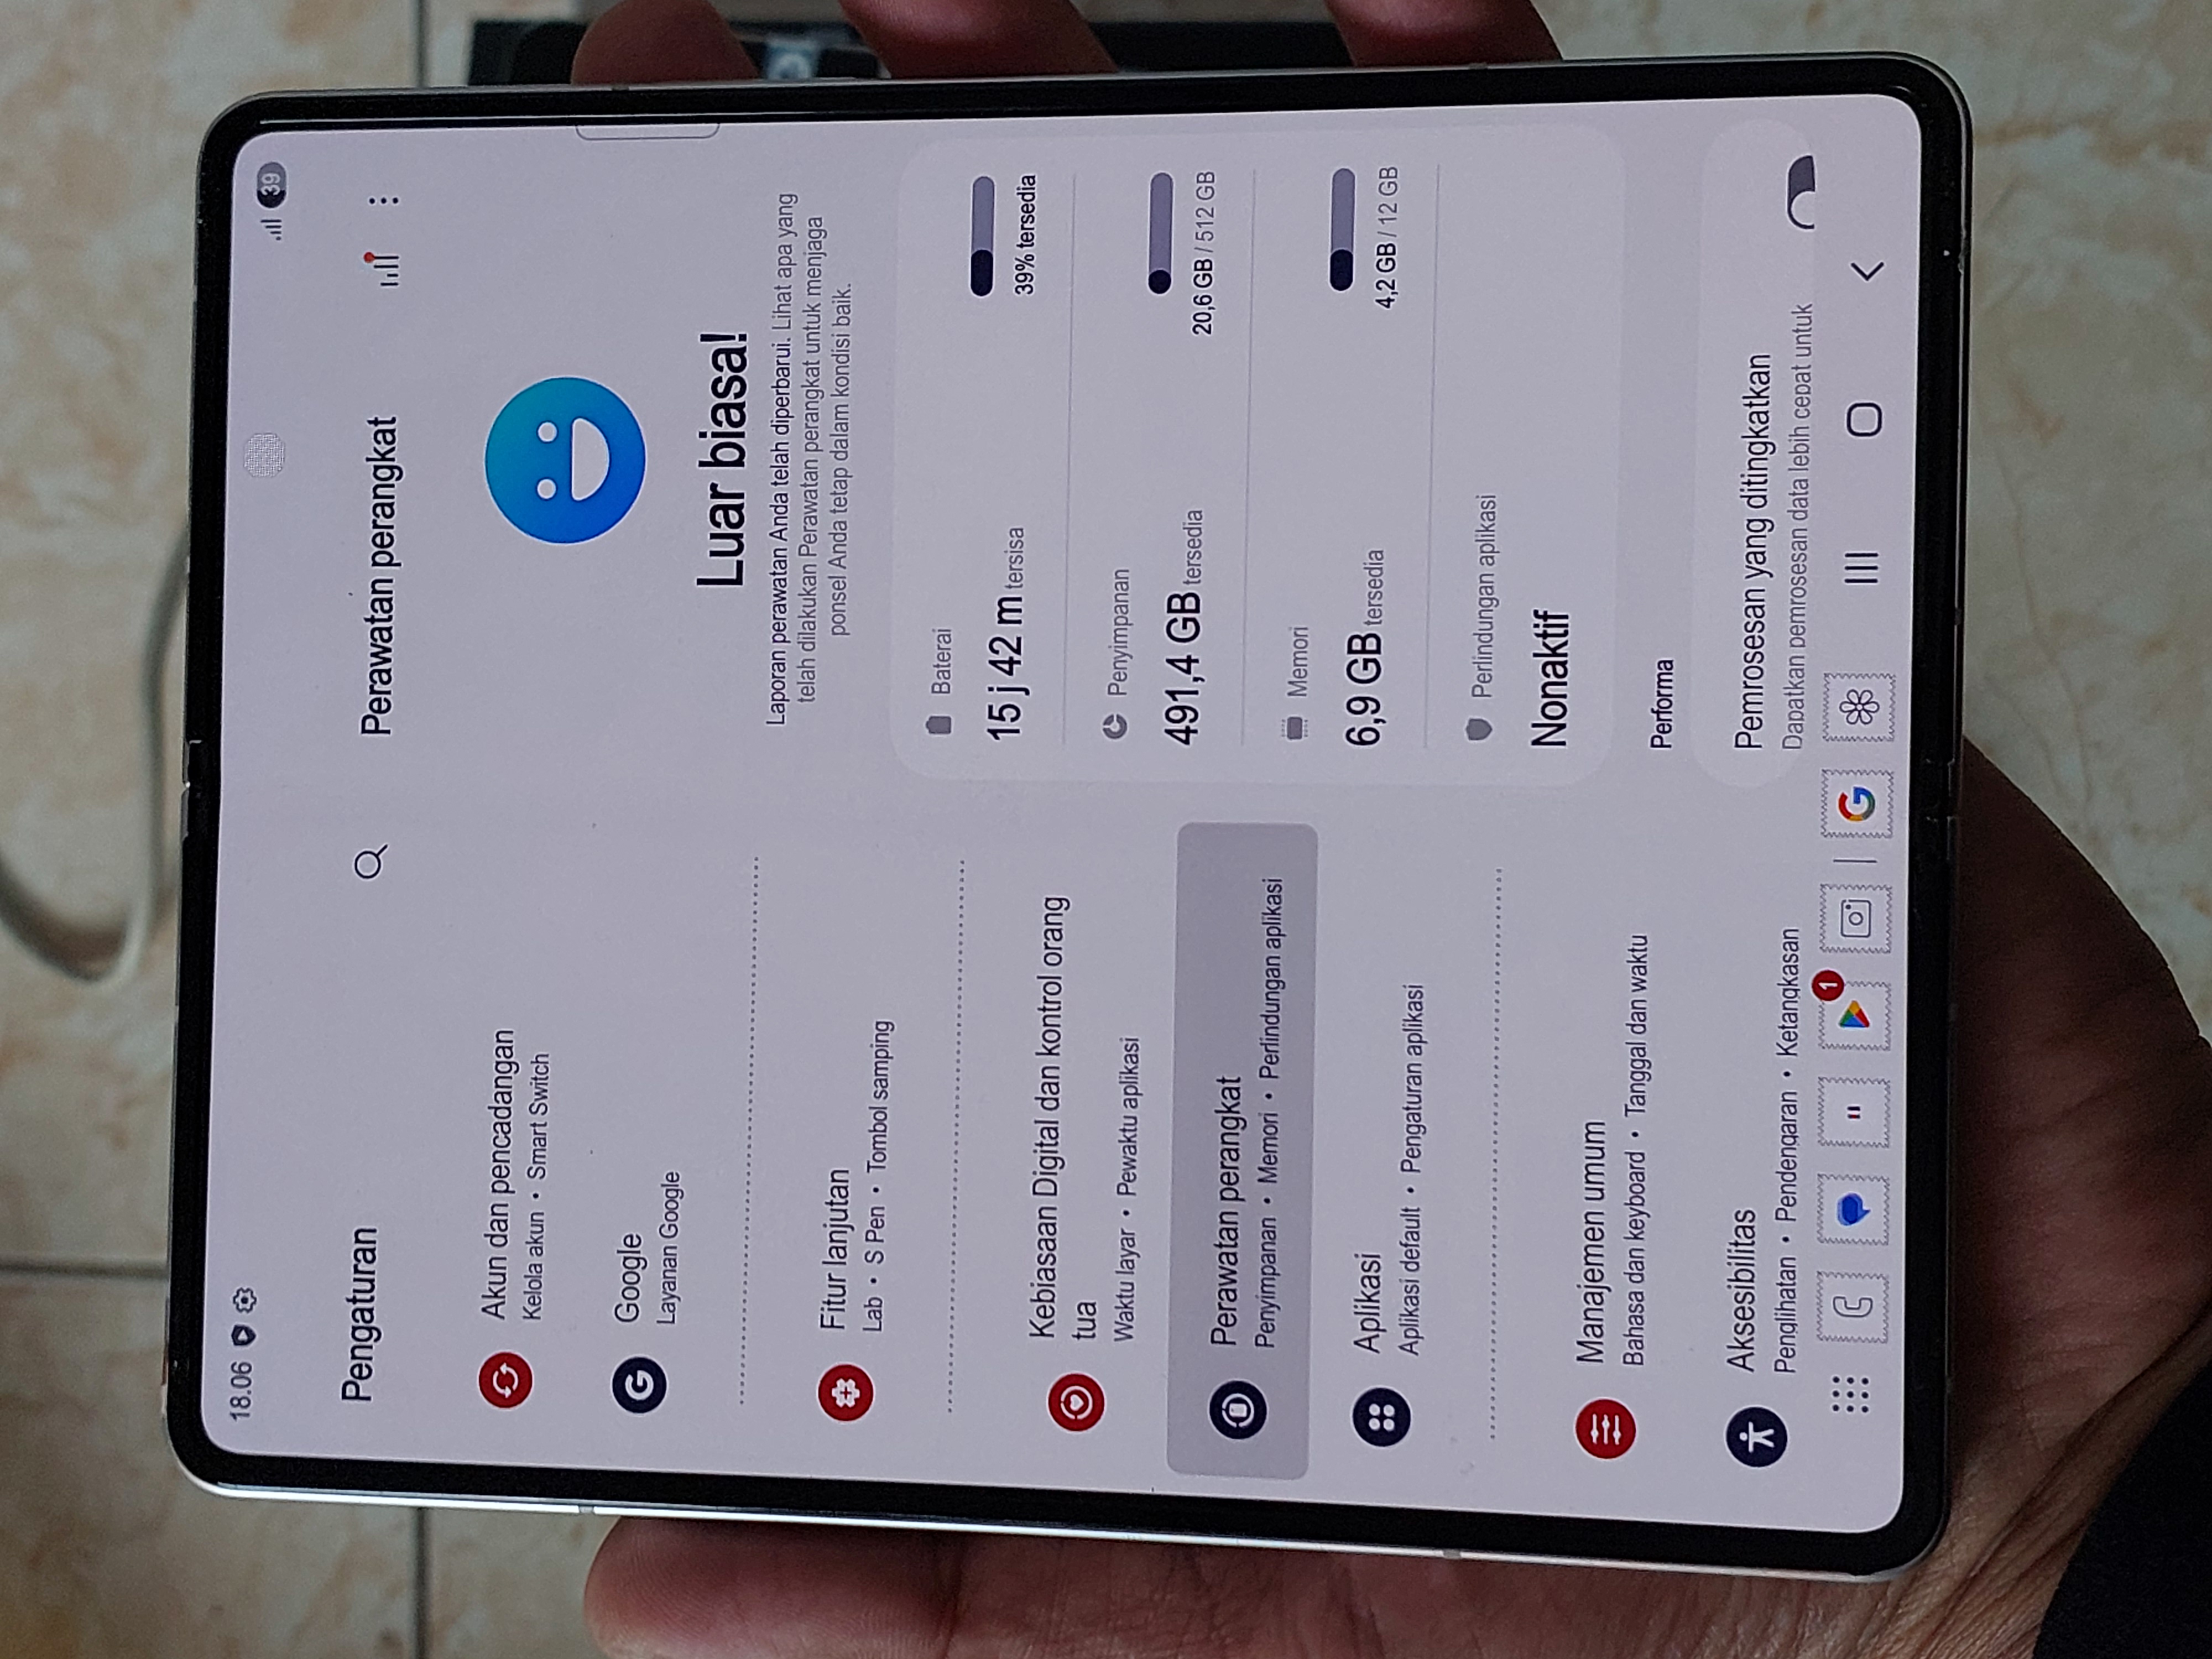 18.06
39
Pengaturan
Akun dan pencadangan
Kelola akun • Smart Switch
Google
Layanan Google
Fitur lanjutan
Lab • S Pen • Tombol samping
Kebiasaan Digital dan kontrol orang
tua
Waktu layar • Pewaktu aplikasi
Perawatan perangkat
Penyimpanan • Memori • Perlindungan aplikasi
Aplikasi
Aplikasi default • Pengaturan aplikasi
Manajemen umum
Bahasa dan keyboard • Tanggal dan waktu
Aksesibilitas
Penglihatan • Pendengaran • Ketangkasan
Perawatan perangkat
Luar biasa!
Laporan perawatan Anda telah diperbarui. Lihat apa yang
telah dilakukan Perawatan perangkat untuk menjaga
ponsel Anda tetap dalam kondisi baik.
Baterai
15 j 42 m tersisa
39% tersedia
Penyimpanan
491,4 GB tersedia
20,6 GB / 512 GB
Memori
6,9 GB tersedia
4,2 GB / 12 GB
Perlindungan aplikasi
Nonaktif
Performa
Pemrosesan yang ditingkatkan
Dapatkan pemrosesan data lebih cepat untuk
1